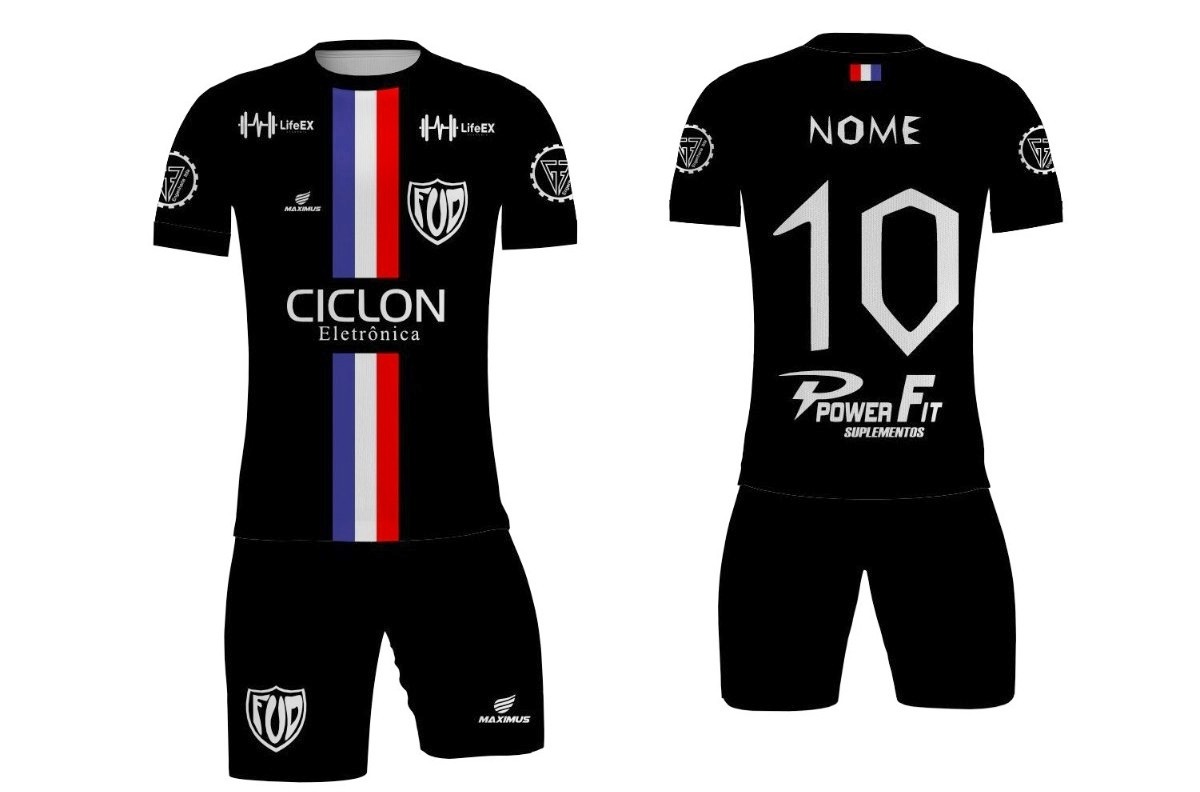 LifeEX
LifeEX
MAXIMUS
FUD
CICLON
Eletrônica
FUD
MAXIMUS
NOME
10
POWER FIT
SUPLEMENTOS